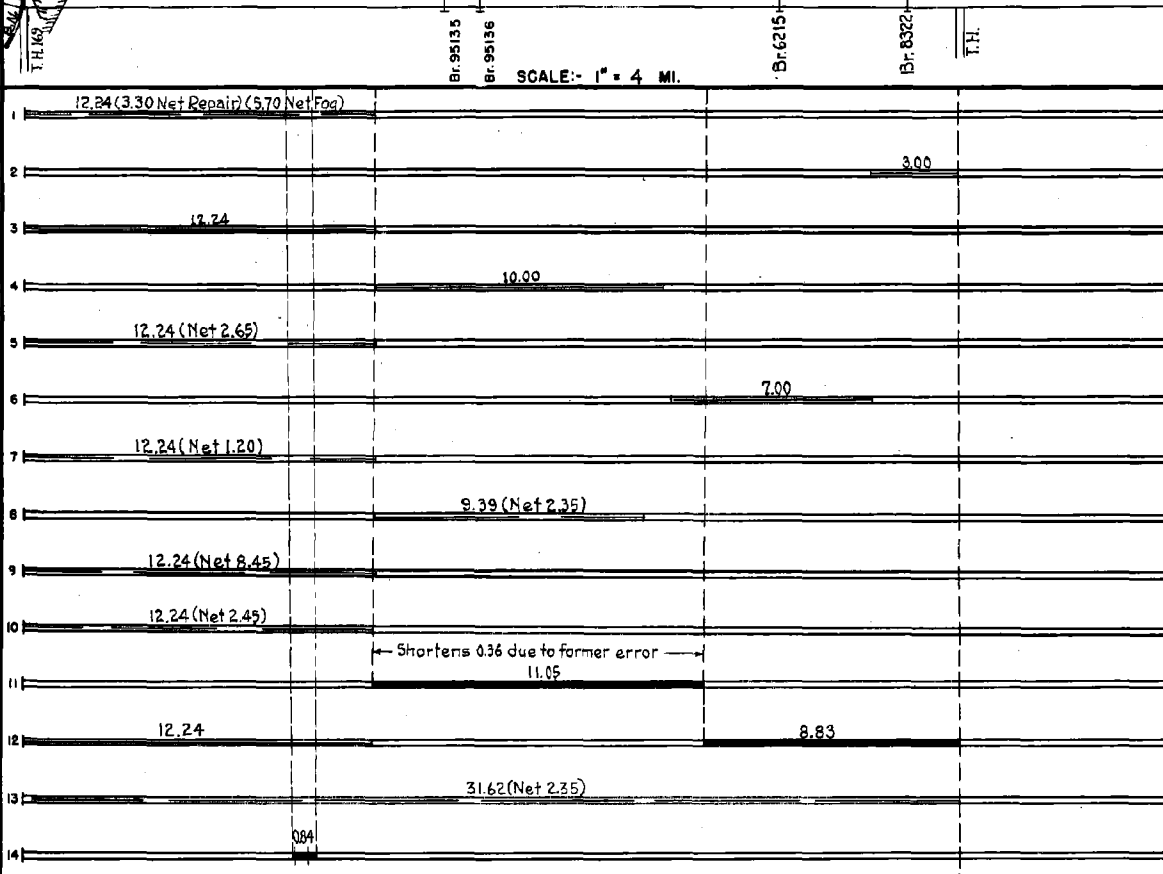 T.H. 169
Br. 95135
Br. 95136
Br. 6215
Br. 8322
T.H.
SCALE:- 1" = 4 MI.
1 12.24 (3.30 Net Repair) (5.70 Net Fog)
2 3.00
3 12.24
4 10.00
5 12.24 (Net 2.65)
6 7.00
7 12.24 (Net 1.20)
8 9.39 (Net 2.35)
9 12.24 (Net 8.45)
10 12.24 (Net 2.45)
Shortens 0.36 due to former error
11 11.05
12 12.24 8.83
13 31.62 (Net 2.35)
14 0.84